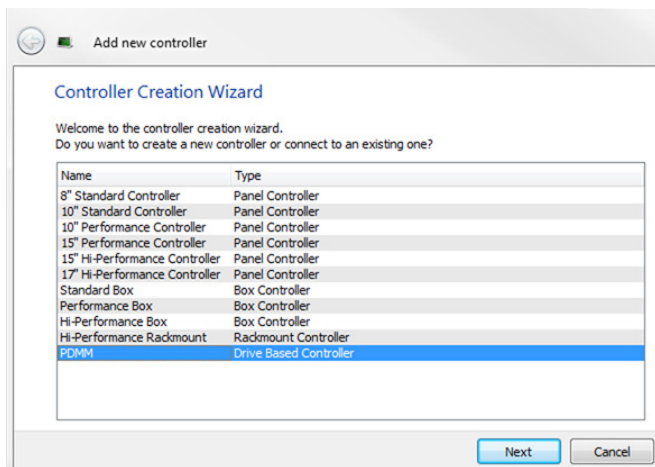 Add new controller
Controller Creation Wizard
Welcome to the controller creation wizard.
Do you want to create a new controller or connect to an existing one?
Name Type
8" Standard Controller Panel Controller
10" Standard Controller Panel Controller
10" Performance Controller Panel Controller
15" Performance Controller Panel Controller
15" Hi-Performance Controller Panel Controller
17" Hi-Performance Controller Panel Controller
Standard Box Box Controller
Performance Box Box Controller
Hi-Performance Box Box Controller
Hi-Performance Rackmount Rackmount Controller
PDMM Drive Based Controller
Next Cancel